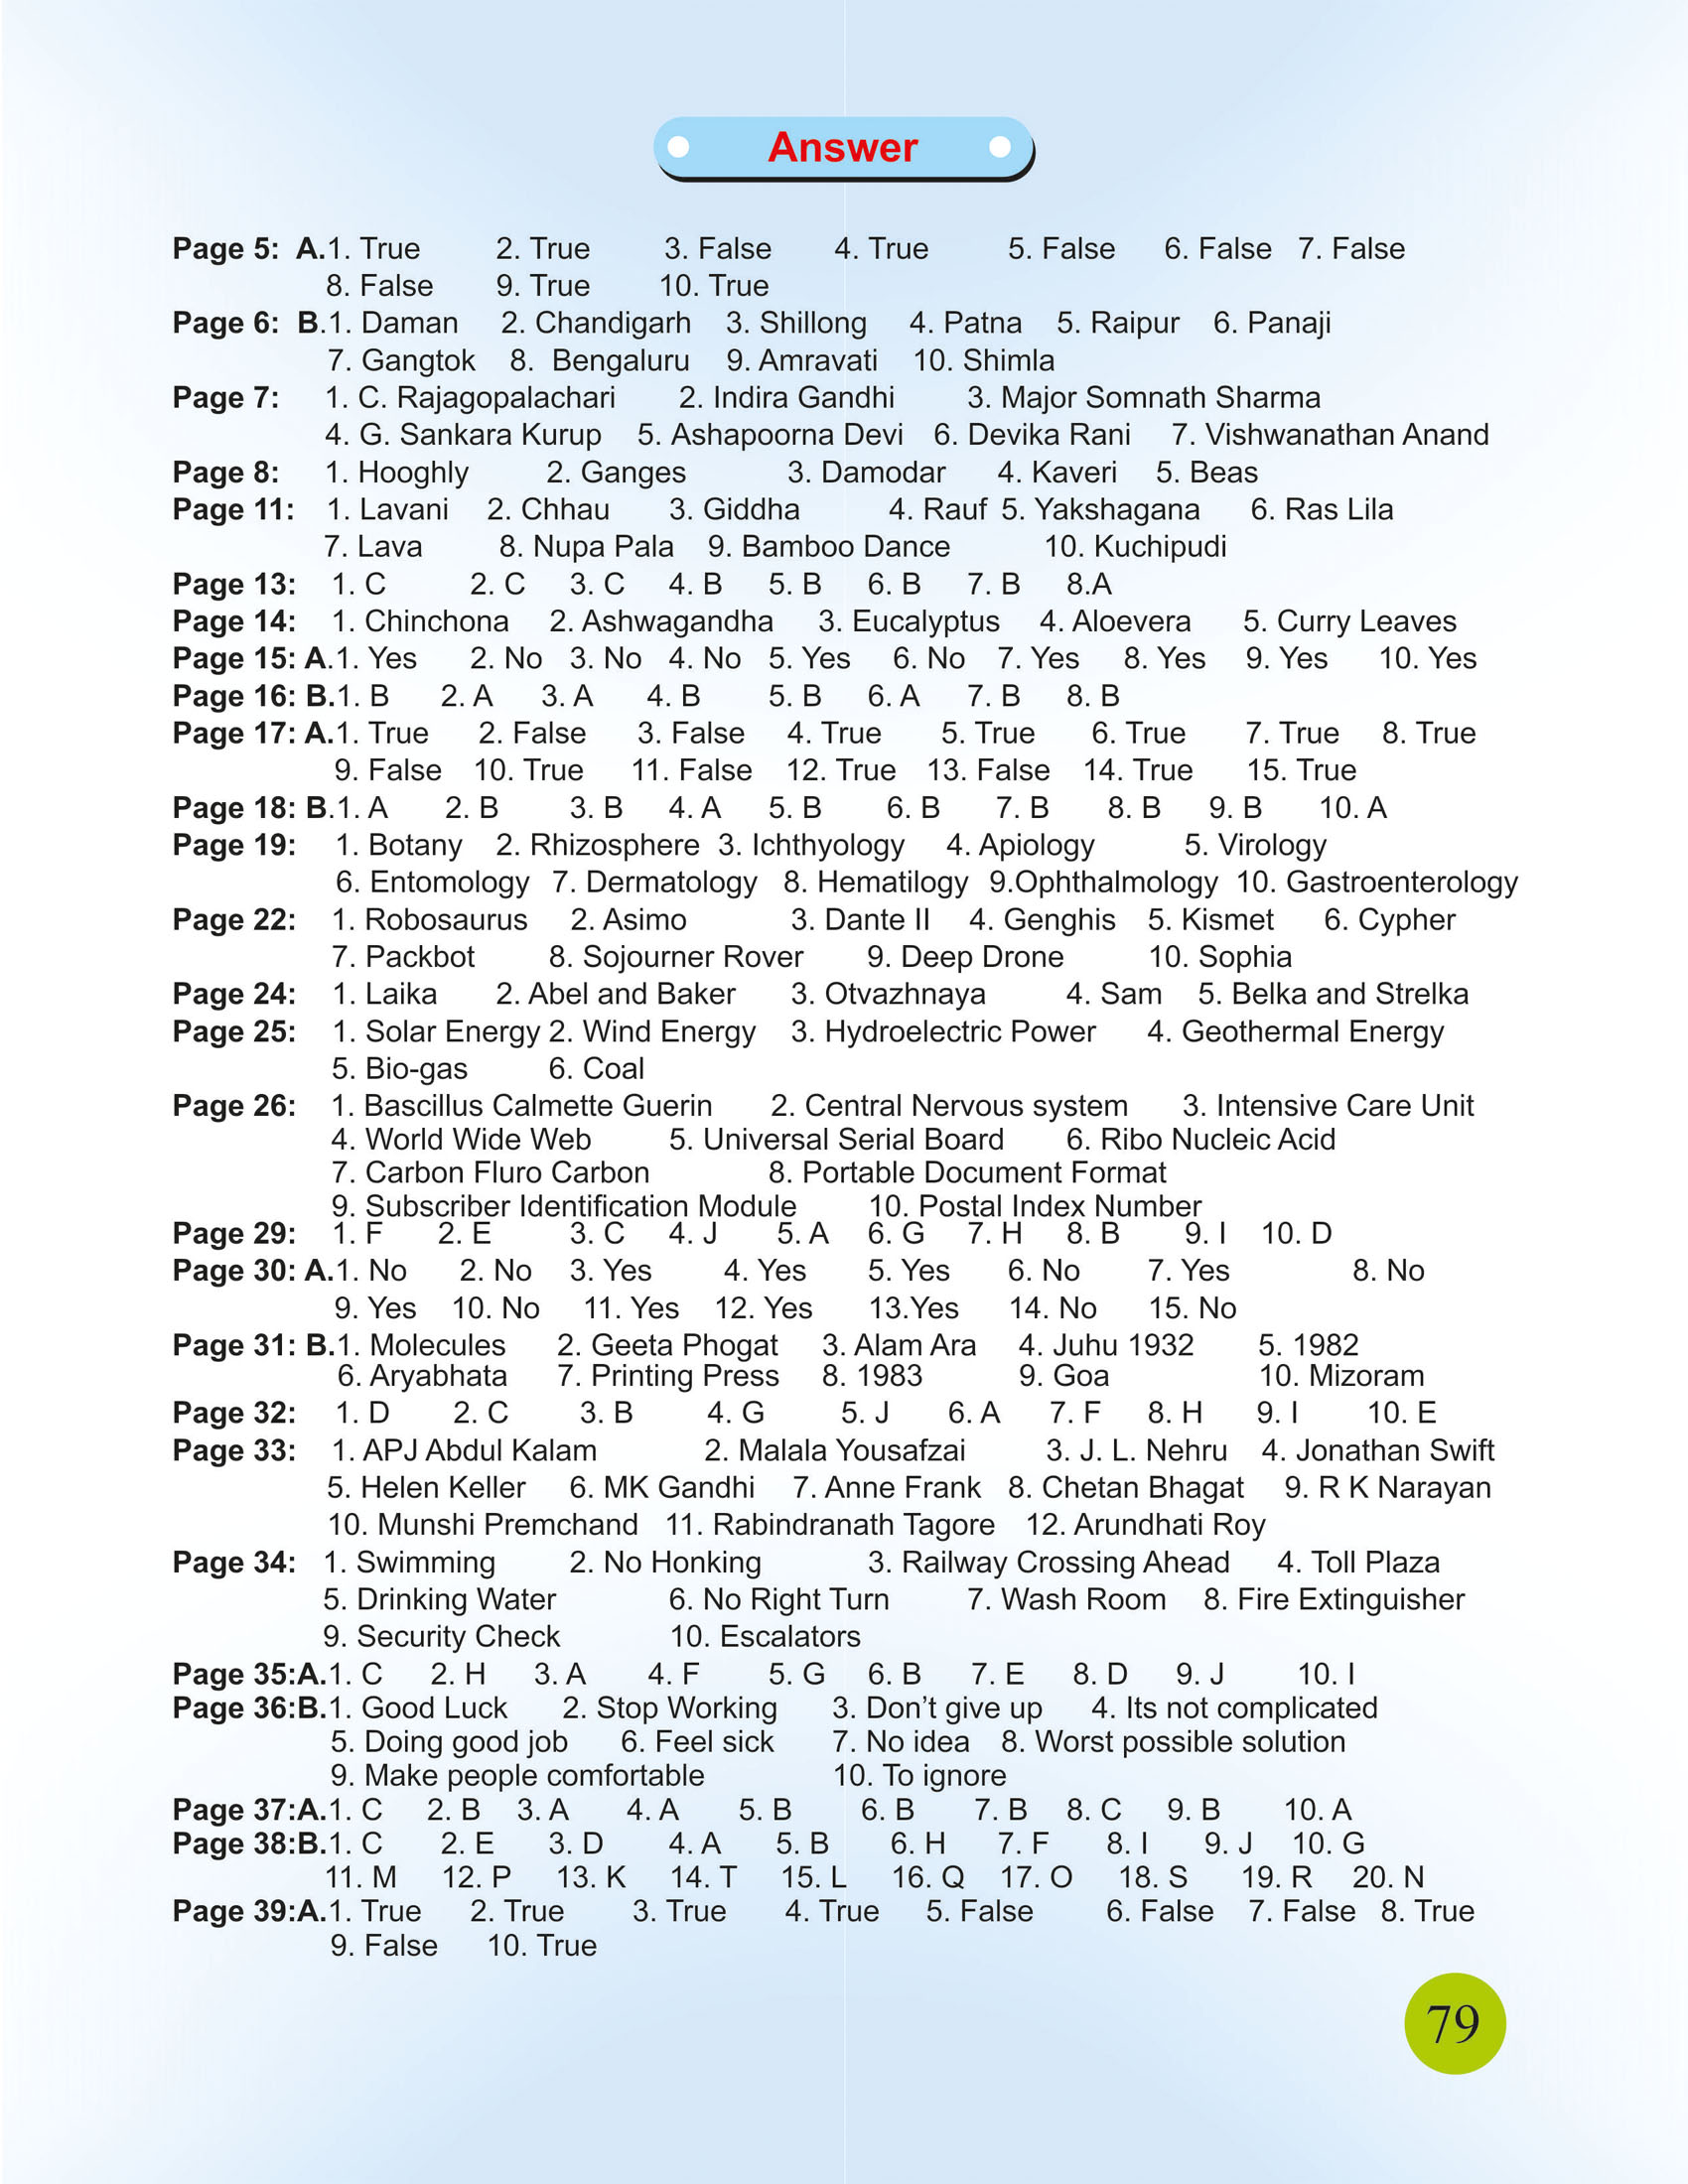 Answer
Page 5: A.1. True 2. True 3. False 4. True 5. False 6. False 7. False
8. False 9. True 10. True
Page 6: B.1. Daman 2. Chandigarh 3. Shillong 4. Patna 5. Raipur 6. Panaji
7. Gangtok 8. Bengaluru 9. Amravati 10. Shimla
Page 7: 1. C. Rajagopalachari 2. Indira Gandhi 3. Major Somnath Sharma
4. G. Sankara Kurup 5. Ashapoorna Devi 6. Devika Rani 7. Vishwanathan Anand
Page 8: 1. Hooghly 2. Ganges 3. Damodar 4. Kaveri 5. Beas
Page 11: 1. Lavani 2. Chhau 3. Giddha 4. Rauf 5. Yakshagana 6. Ras Lila
7. Lava 8. Nupa Pala 9. Bamboo Dance 10. Kuchipudi
Page 13: 1. C 2. C 3. C 4. B 5. B 6. B 7. B 8.A
Page 14: 1. Chinchona 2. Ashwagandha 3. Eucalyptus 4. Aloevera 5. Curry Leaves
Page 15: A.1. Yes 2. No 3. No 4. No 5. Yes 6. No 7. Yes 8. Yes 9. Yes 10. Yes
Page 16: B.1. B 2. A 3. A 4. B 5. B 6. A 7. B 8. B
Page 17: A.1. True 2. False 3. False 4. True 5. True 6. True 7. True 8. True
9. False 10. True 11. False 12. True 13. False 14. True 15. True
Page 18: B.1. A 2. B 3. B 4. A 5. B 6. B 7. B 8. B 9. B 10. A
Page 19: 1. Botany 2. Rhizosphere 3. Ichthyology 4. Apiology 5. Virology
6. Entomology 7. Dermatology 8. Hematilogy 9.Ophthalmology 10. Gastroenterology
Page 22: 1. Robosaurus 2. Asimo 3. Dante II 4. Genghis 5. Kismet 6. Cypher
7. Packbot 8. Sojourner Rover 9. Deep Drone 10. Sophia
Page 24: 1. Laika 2. Abel and Baker 3. Otvazhnaya 4. Sam 5. Belka and Strelka
Page 25: 1. Solar Energy 2. Wind Energy 3. Hydroelectric Power 4. Geothermal Energy
5. Bio-gas 6. Coal
Page 26: 1. Bascillus Calmette Guerin 2. Central Nervous system 3. Intensive Care Unit
4. World Wide Web 5. Universal Serial Board 6. Ribo Nucleic Acid
7. Carbon Fluro Carbon 8. Portable Document Format
9. Subscriber Identification Module 10. Postal Index Number
Page 29: 1. F 2. E 3. C 4. J 5. A 6. G 7. H 8. B 9. I 10. D
Page 30: A.1. No 2. No 3. Yes 4. Yes 5. Yes 6. No 7. Yes 8. No
9. Yes 10. No 11. Yes 12. Yes 13.Yes 14. No 15. No
Page 31: B.1. Molecules 2. Geeta Phogat 3. Alam Ara 4. Juhu 1932 5. 1982
6. Aryabhata 7. Printing Press 8. 1983 9. Goa 10. Mizoram
Page 32: 1. D 2. C 3. B 4. G 5. J 6. A 7. F 8. H 9. I 10. E
Page 33: 1. APJ Abdul Kalam 2. Malala Yousafzai 3. J. L. Nehru 4. Jonathan Swift
5. Helen Keller 6. MK Gandhi 7. Anne Frank 8. Chetan Bhagat 9. R K Narayan
10. Munshi Premchand 11. Rabindranath Tagore 12. Arundhati Roy
Page 34: 1. Swimming 2. No Honking 3. Railway Crossing Ahead 4. Toll Plaza
5. Drinking Water 6. No Right Turn 7. Wash Room 8. Fire Extinguisher
9. Security Check 10. Escalators
Page 35:A.1. C 2. H 3. A 4. F 5. G 6. B 7. E 8. D 9. J 10. I
Page 36:B.1. Good Luck 2. Stop Working 3. Don’t give up 4. Its not complicated
5. Doing good job 6. Feel sick 7. No idea 8. Worst possible solution
9. Make people comfortable 10. To ignore
Page 37:A.1. C 2. B 3. A 4. A 5. B 6. B 7. B 8. C 9. B 10. A
Page 38:B.1. C 2. E 3. D 4. A 5. B 6. H 7. F 8. I 9. J 10. G
11. M 12. P 13. K 14. T 15. L 16. Q 17. O 18. S 19. R 20. N
Page 39:A.1. True 2. True 3. True 4. True 5. False 6. False 7. False 8. True
9. False 10. True
79